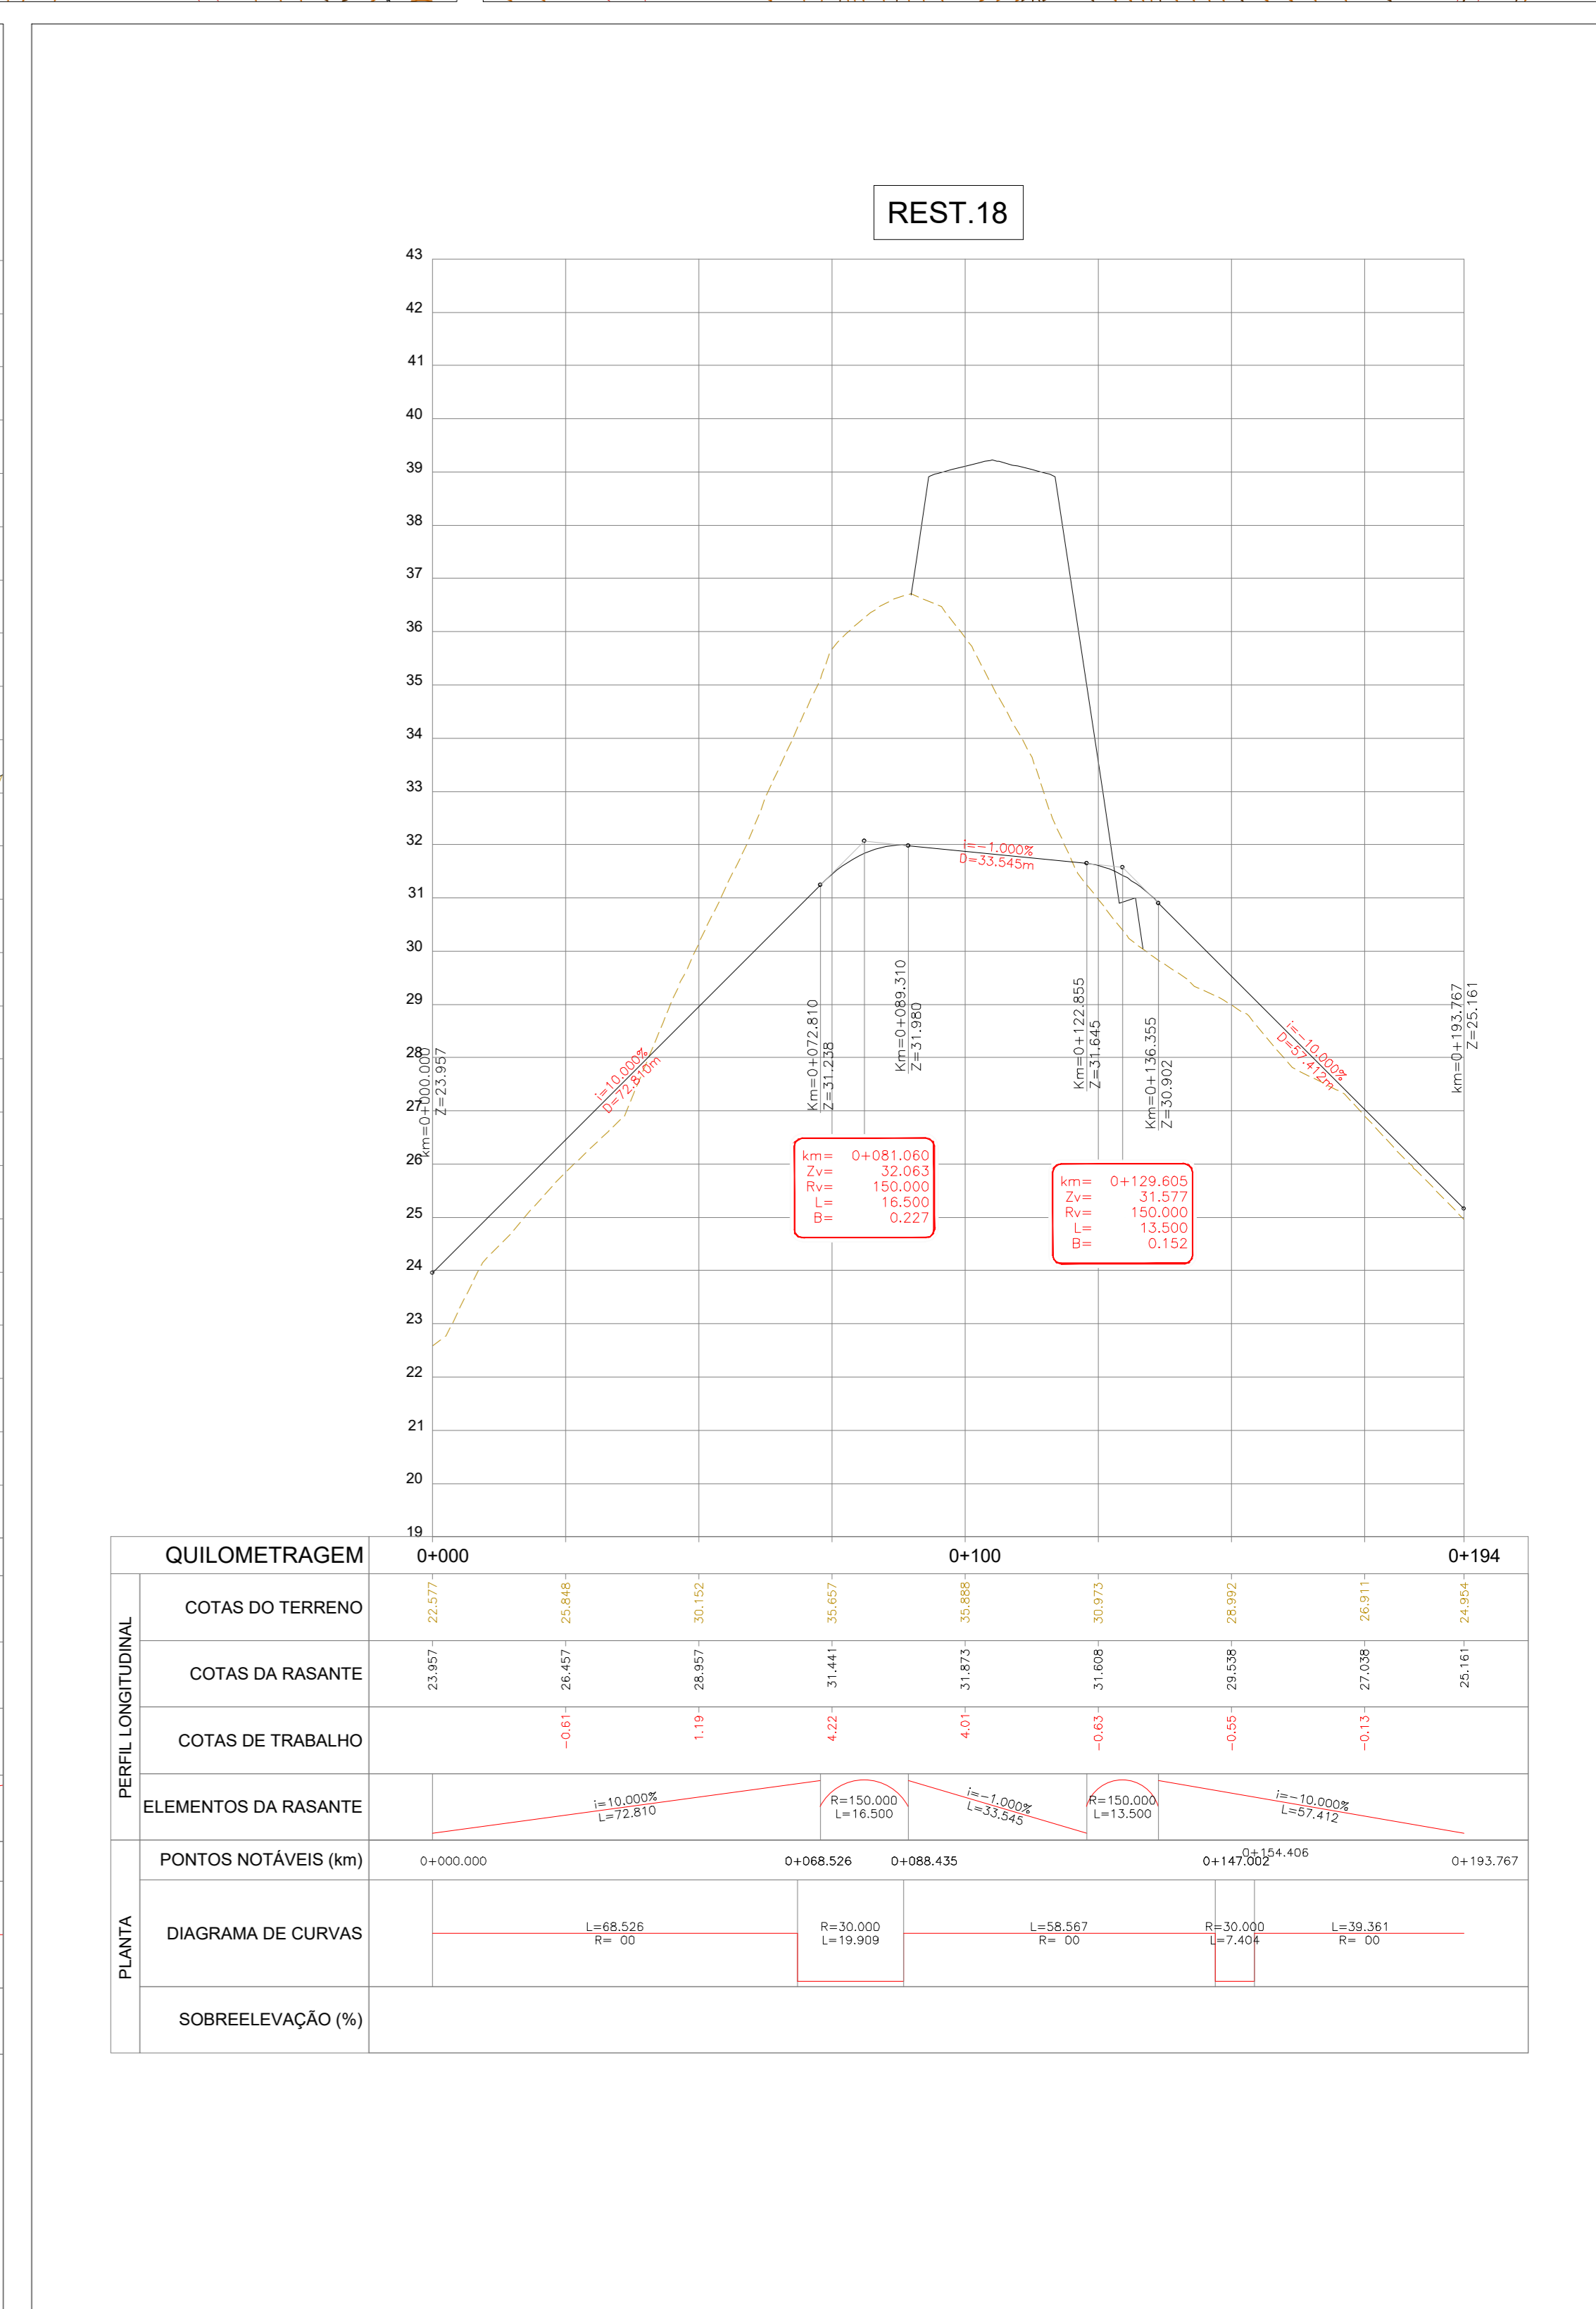 REST.18
43
42
41
40
39
38
37
36
35
34
33
32
31
30
29
28
27
26
25
24
23
22
21
20
19
km=0+000.000
Z=23.957
i=10.000%
D=72.810m
Km=0+072.810
Z=31.238
Km=0+089.310
Z=31.980
i=-1.000%
D=33.545m
Km=0+122.855
Z=31.645
Km=0+136.355
Z=30.902
i=-10.000%
D=57.412m
km=0+193.767
Z=25.161
km= 0+081.060
Zv= 32.063
Rv= 150.000
L= 16.500
B= 0.227
km= 0+129.605
Zv= 31.577
Rv= 150.000
L= 13.500
B= 0.152
QUILOMETRAGEM 0+000 0+100 0+194
PERFIL LONGITUDINAL
COTAS DO TERRENO 22.577 25.848 30.152 35.657 35.888 30.973 28.992 26.911 24.954
COTAS DA RASANTE 23.957 26.457 28.957 31.441 31.873 31.608 29.538 27.038 25.161
COTAS DE TRABALHO -0.61 1.19 4.22 4.01 -0.63 -0.55 -0.13
ELEMENTOS DA RASANTE
i=10.000%
L=72.810
R=150.000
L=16.500
i=-1.000%
L=33.545
R=150.000
L=13.500
i=-10.000%
L=57.412
PLANTA
PONTOS NOTÁVEIS (km) 0+000.000 0+068.526 0+088.435 0+147.002 0+154.406 0+193.767
DIAGRAMA DE CURVAS
L=68.526
R= 00
R=30.000
L=19.909
L=58.567
R= 00
R=30.000
L=7.404
L=39.361
R= 00
SOBREELEVAÇÃO (%)